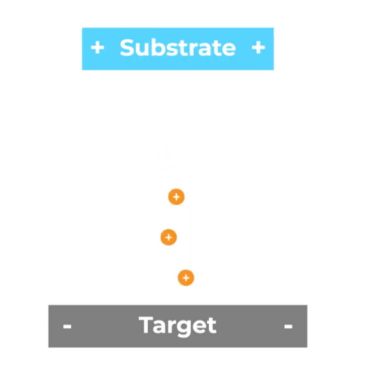 + Substrate +
+
+
+
- Target -